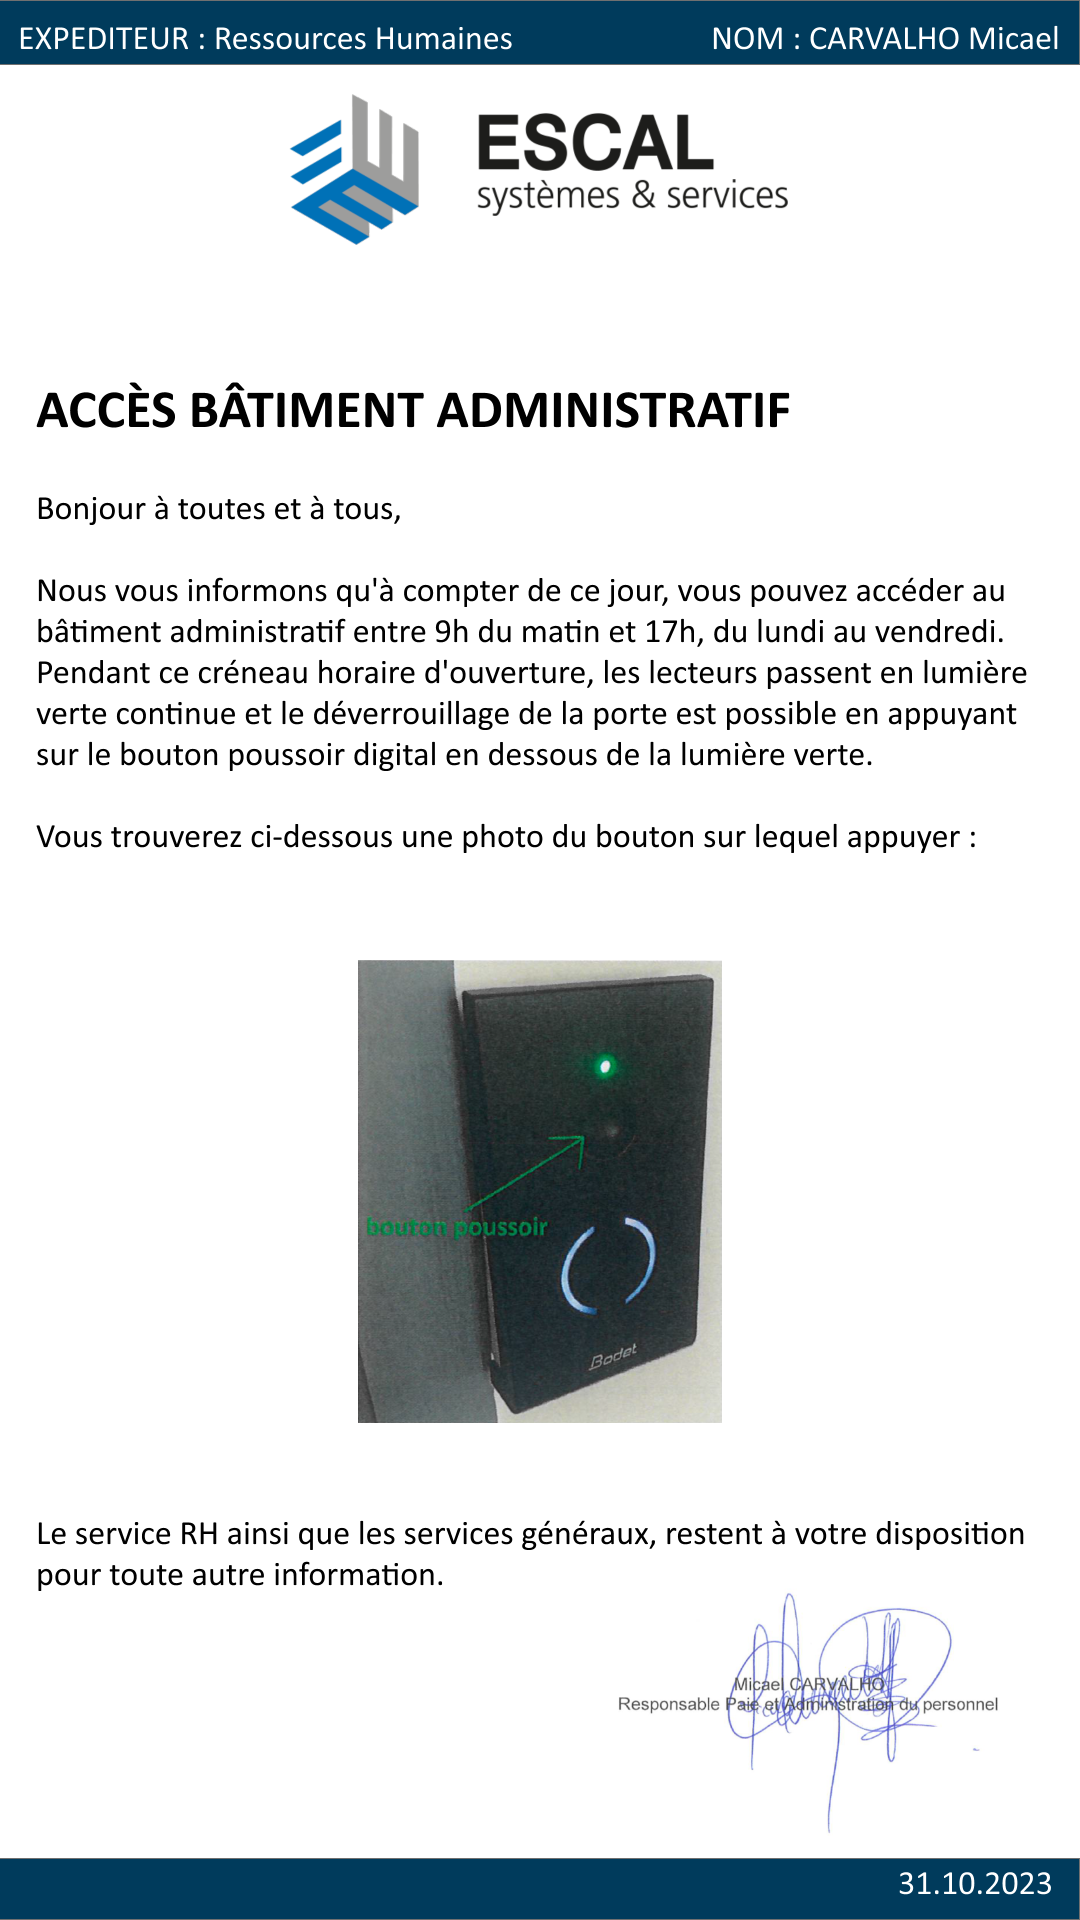 EXPEDITEUR : Ressources Humaines NOM : CARVALHO Micael
ESCAL
systèmes & services
ACCÈS BÂTIMENT ADMINISTRATIF
Bonjour à toutes et à tous,
Nous vous informons qu'à compter de ce jour, vous pouvez accéder au
bâtiment administratif entre 9h du matin et 17h, du lundi au vendredi.
Pendant ce créneau horaire d'ouverture, les lecteurs passent en lumière
verte continue et le déverrouillage de la porte est possible en appuyant
sur le bouton poussoir digital en dessous de la lumière verte.
Vous trouverez ci-dessous une photo du bouton sur lequel appuyer :
bouton poussoir
Bodet
Le service RH ainsi que les services généraux, restent à votre disposition
pour toute autre information.
Micael CARVALHO
Responsable Paie et Administration du personnel
31.10.2023